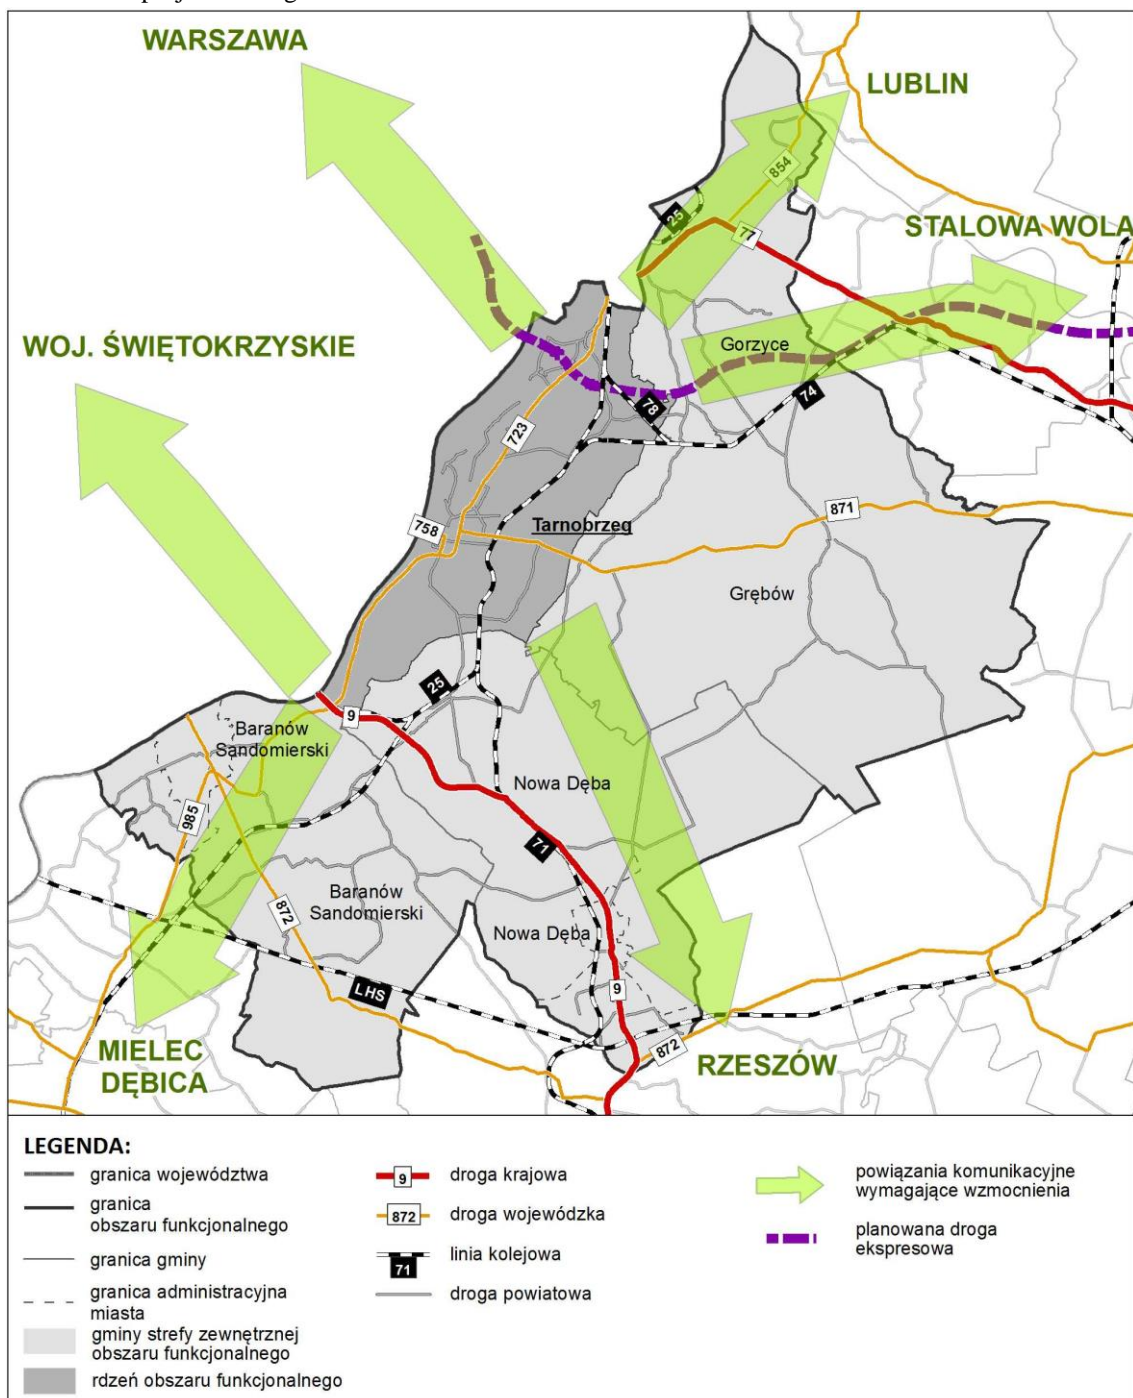 WARSZAWA
LUBLIN
854
25
77
STALOWA WOLA
WOJ. ŚWIĘTOKRZYSKIE
Gorzyce
78
74
723
758
Tarnobrzeg
871
Grębów
25
9
Baranów
Sandomierski
Nowa Dęba
985
71
Baranów
Sandomierski
872
Nowa Dęba
LHS
9
872
MIELEC
DĘBICA
RZESZÓW
LEGENDA:
granica województwa
granica
obszaru funkcjonalnego
granica gminy
granica administracyjna
miasta
gminy strefy zewnętrznej
obszaru funkcjonalnego
rdzeń obszaru funkcjonalnego
9
droga krajowa
872
droga wojewódzka
linia kolejowa
71
droga powiatowa
powiązania komunikacyjne
wymagające wzmocnienia
planowana droga
ekspresowa